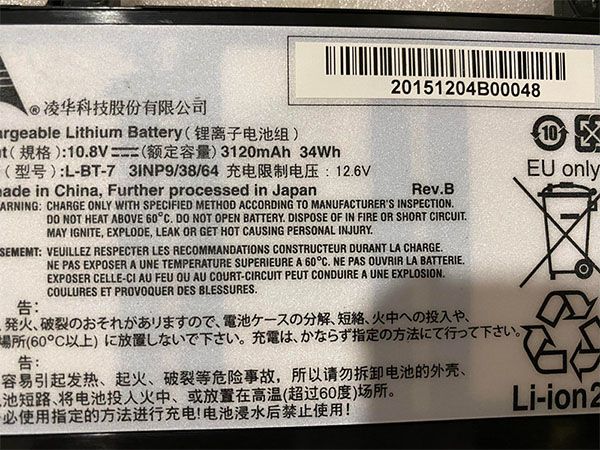 20151204B00048
® 凌华科技股份有限公司
argeable Lithium Battery(锂离子电池组)
ut(規格):10.8V (额定容量)3120mAh 34Wh
(型号):L-BT-7 3INP9/38/64 充电限制电压: 12.6V
made in China, Further processed in Japan Rev.B
WARNING: CHARGE ONLY WITH SPECIFIED METHOD ACCORDING TO MANUFACTURER'S INSPECTION.
DO NOT HEAT ABOVE 60°C. DO NOT OPEN BATTERY. DISPOSE OF IN FIRE OR SHORT CIRCUIT.
MAY IGNITE, EXPLODE, LEAK OR GET HOT CAUSING PERSONAL INJURY.
SEMENT: VEUILLEZ RESPECTER LES RECOMMANDATIONS CONSTRUCTEUR DURANT LA CHARGE.
NE PAS EXPOSER A UNE TEMPERATURE SUPERIEURE A 60°C. NE PAS OUVRIR LA BATTERIE.
EXPOSER CELLE-CI AU FEU OU AU COURT-CIRCUIT PEUT CONDUIRE A UNE EXPLOSION.
COULURES ET PROVOQUER DES BLESSURES.
告:
,発火、破裂のおそれがありますので、電池ケースの分解、短絡、火中への投入や、
場所(60°C以上)に放置しないで下さい。充電は、かならず指定の方法にて行って下さい。
告:
容易引起发热、起火、破裂等危险事故,所以请勿拆卸电池的外壳、
电池短路、将电池投入火中、或放置在高温(超过60度)场所。
必使用指定的方法进行充电!电池浸水后禁止使用!
10
EU only
Li-ion2